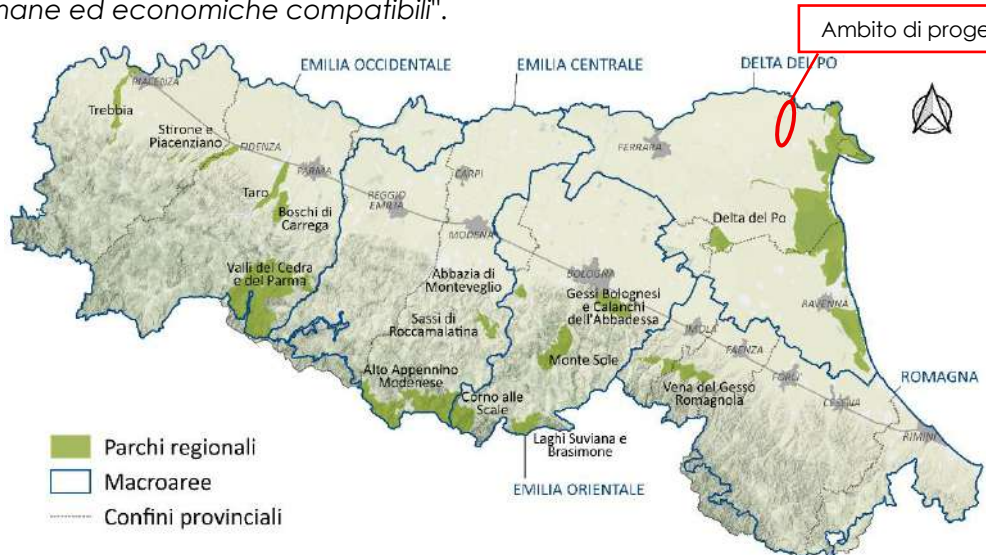 mane ed economiche compatibili".
Ambito di proge
EMILIA OCCIDENTALE
EMILIA CENTRALE
DELTA DEL PO
PIACENZA
Trebbia
Stirone e
Piacenziano
FIDENZA
FERRARA
PARMA
CARPI
Taro
REGGIO
EMILIA
Boschi di
Carrega
Delta del Po
MODENA
Valli del Cedra
e del Parma
Abbazia di
Monteveglio
BOLOGNA
Gessi Bolognesi
e Calanchi
dell'Abbadessa
RAVENNA
Sassi di
Roccamalatina
IMOLA
FAENZA
Monte Sole
Alto Appennino
Modenese
FORLI'
ROMAGNA
Vena del Gesso
Romagnola
Corno alle
Scale
CESENA
RIMINI
Laghi Suviana e
Brasimone
EMILIA ORIENTALE
Parchi regionali
Macroaree
Confini provinciali